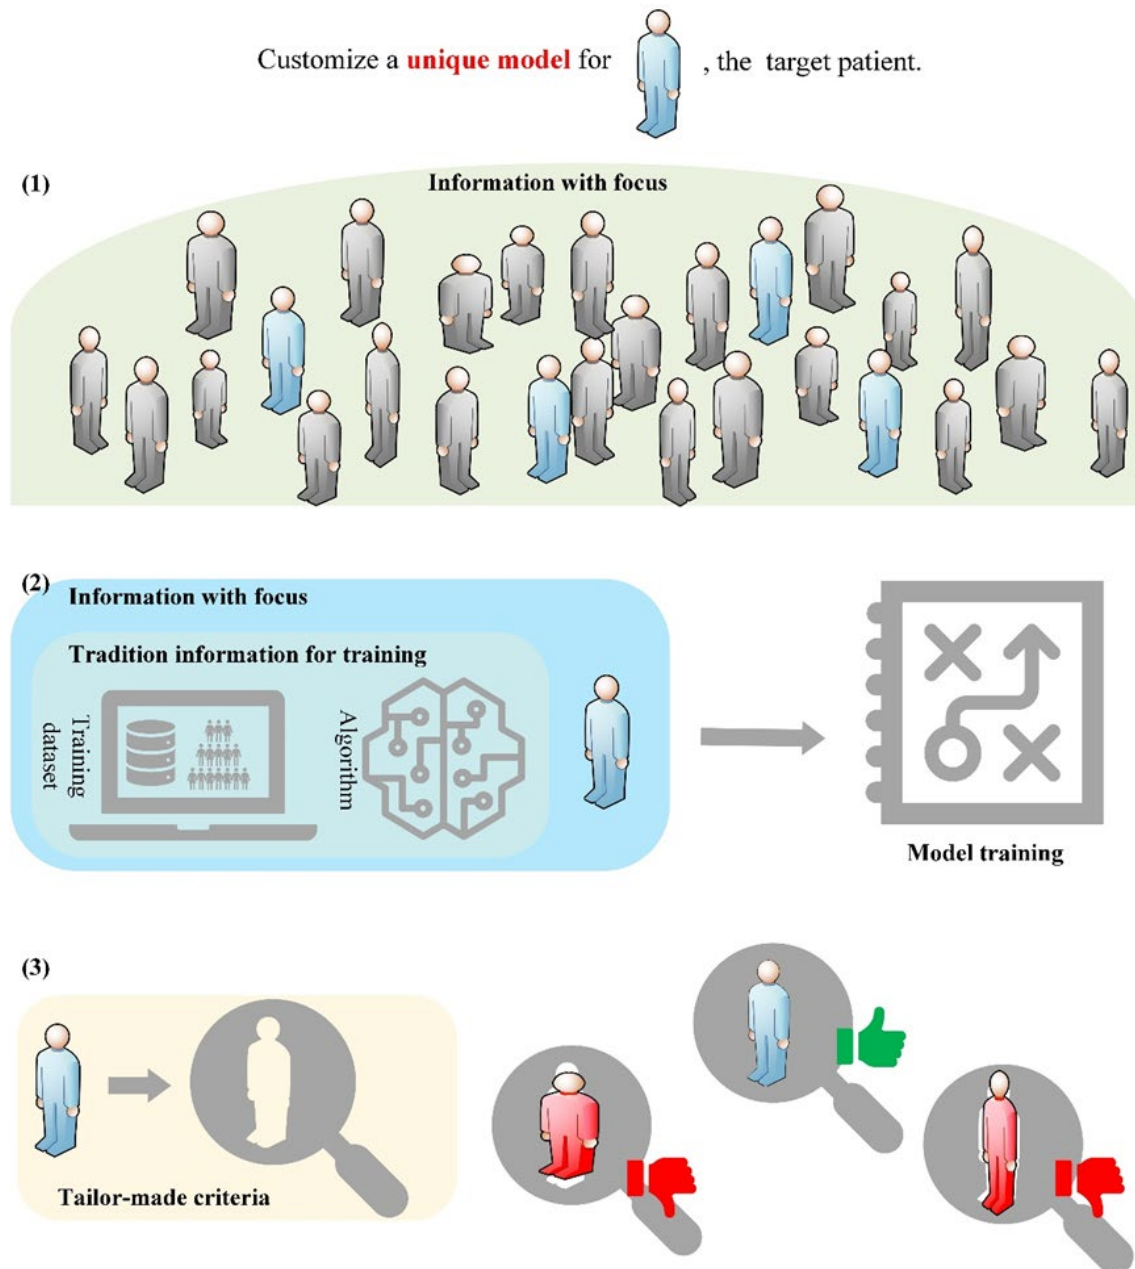 Customize a unique model for , the target patient.
(1)
Information with focus
(2)
Information with focus
Tradition information for training
Training
dataset
Algorithm
Model training
(3)
Tailor-made criteria